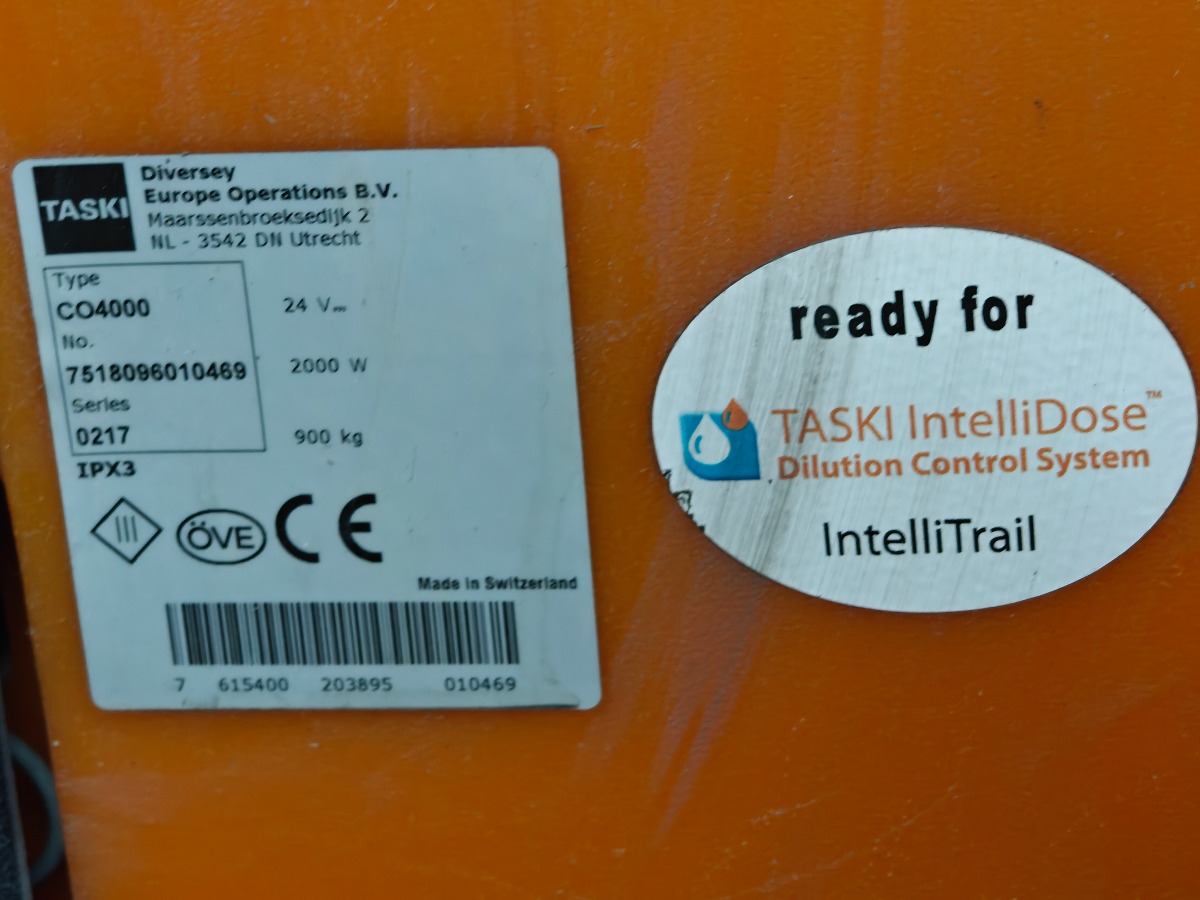 TASKI
Diversey
Europe Operations B.V.
Maarssenbroeksedijk 2
NL - 3542 DN Utrecht
Type
CO4000
24 V
No.
7518096010469
2000 W
Series
0217
900 kg
IPX3
III
ÖVE
CE
Made in Switzerland
7 615400 203895 010469
ready for
TASKI IntelliDose™
Dilution Control System
IntelliTrail